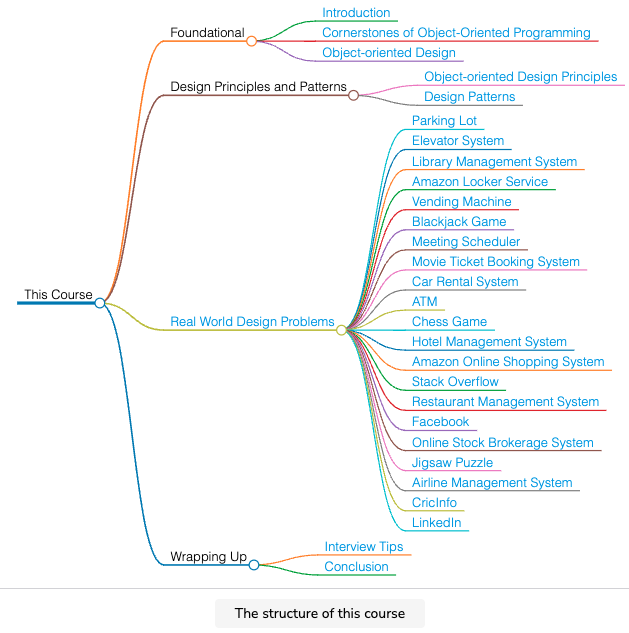 Foundational
Introduction
Cornerstones of Object-Oriented Programming
Object-oriented Design
Design Principles and Patterns
Object-oriented Design Principles
Design Patterns
This Course
Real World Design Problems
Parking Lot
Elevator System
Library Management System
Amazon Locker Service
Vending Machine
Blackjack Game
Meeting Scheduler
Movie Ticket Booking System
Car Rental System
ATM
Chess Game
Hotel Management System
Amazon Online Shopping System
Stack Overflow
Restaurant Management System
Facebook
Online Stock Brokerage System
Jigsaw Puzzle
Airline Management System
CricInfo
LinkedIn
Wrapping Up
Interview Tips
Conclusion
The structure of this course